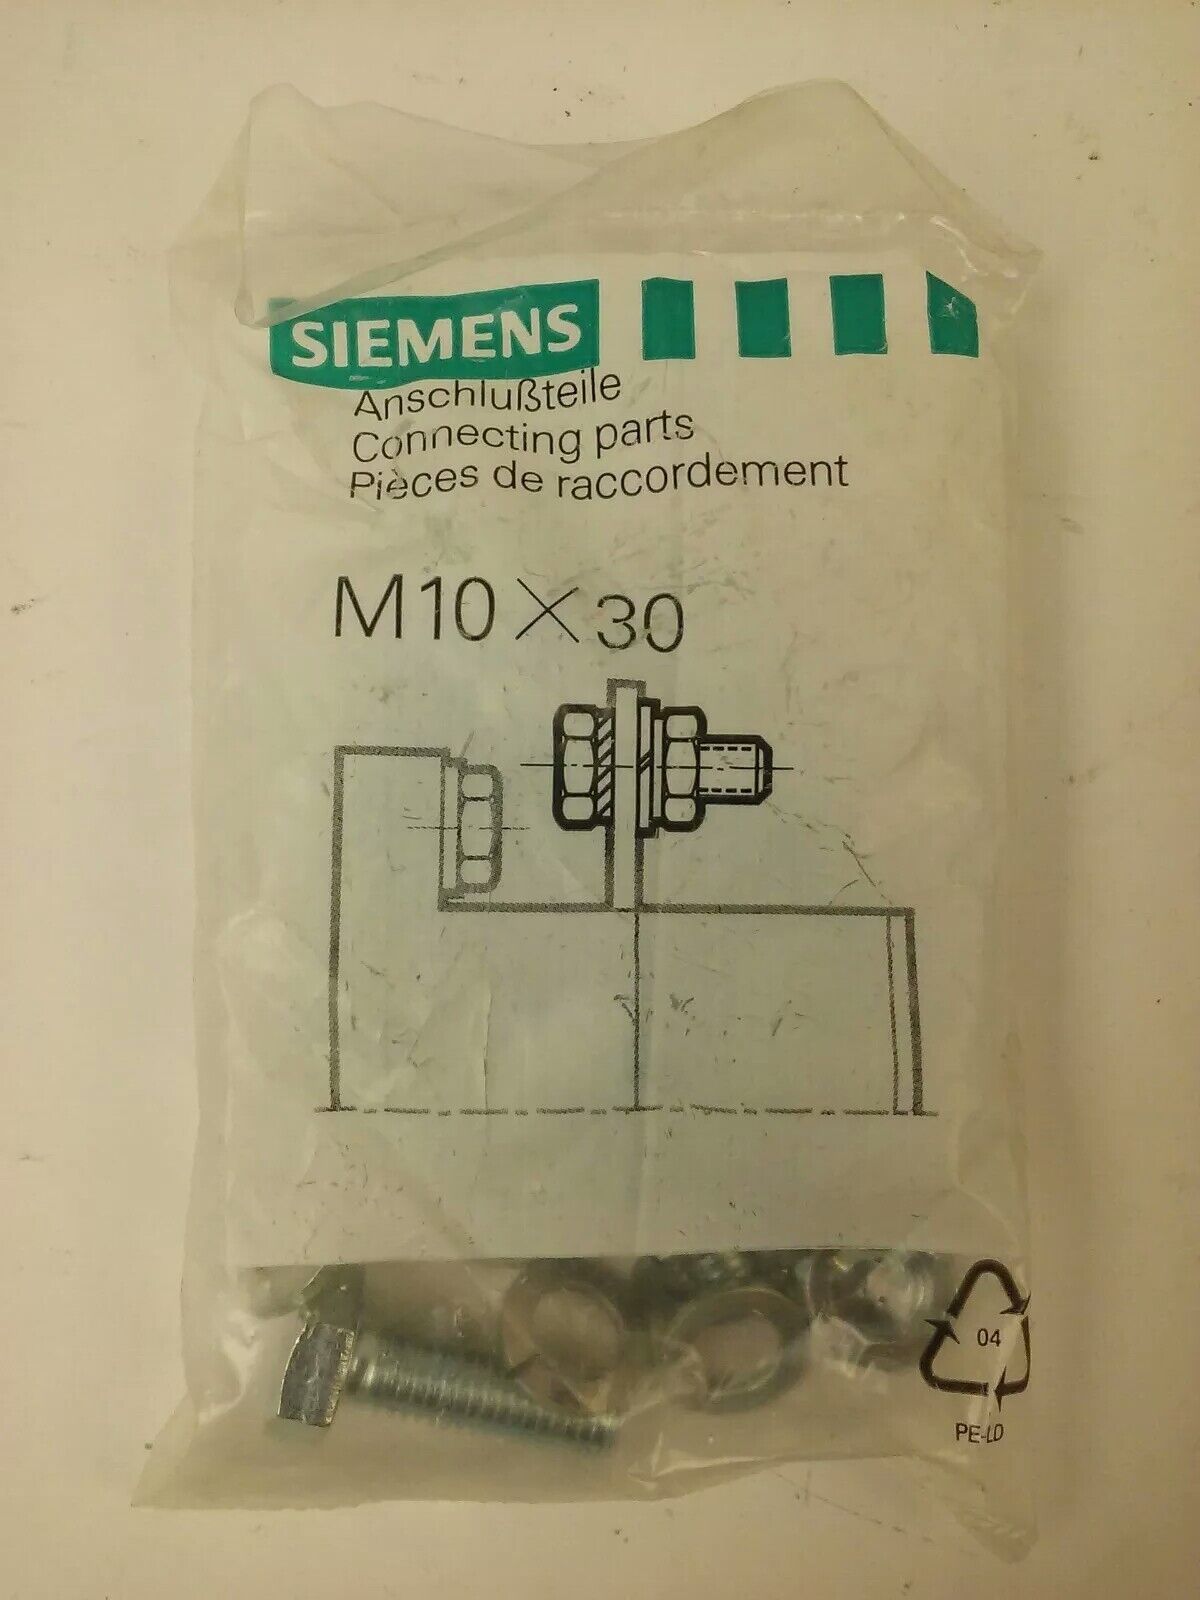 SIEMENS
Anschlußteile
Connecting parts
Pièces de raccordement
M10 × 30
04
PE-LD